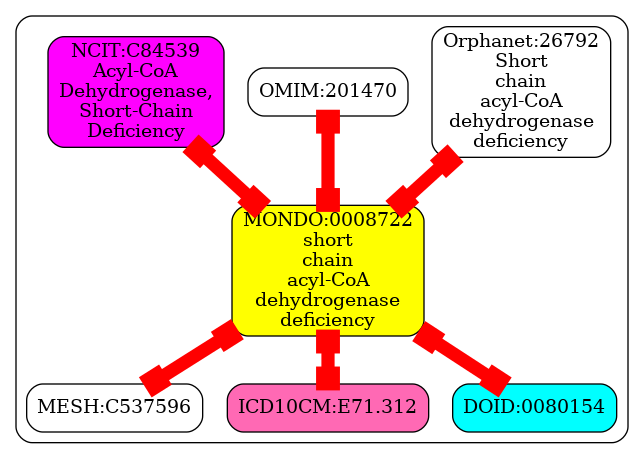 NCIT:C84539
Acyl-CoA
Dehydrogenase,
Short-Chain
Deficiency
OMIM:201470
Orphanet:26792
Short
chain
acyl-CoA
dehydrogenase
deficiency
MONDO:0008722
short
chain
acyl-CoA
dehydrogenase
deficiency
MESH:C537596
ICD10CM:E71.312
DOID:0080154